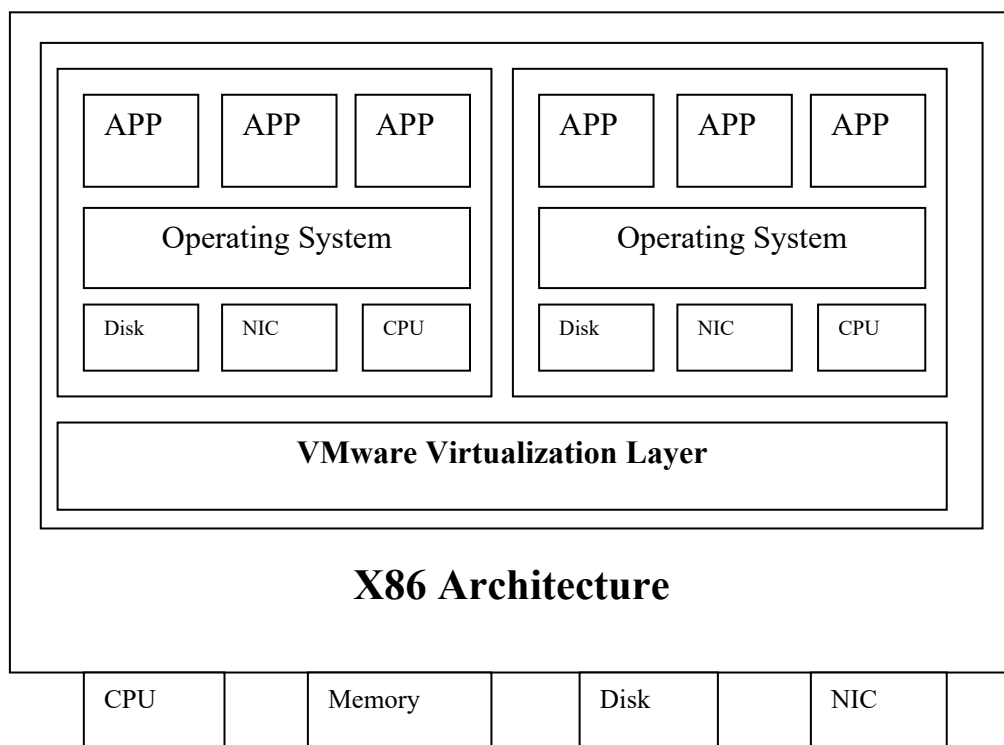 APP APP APP APP APP APP
Operating System Operating System
Disk NIC CPU Disk NIC CPU
VMware Virtualization Layer
X86 Architecture
CPU Memory Disk NIC